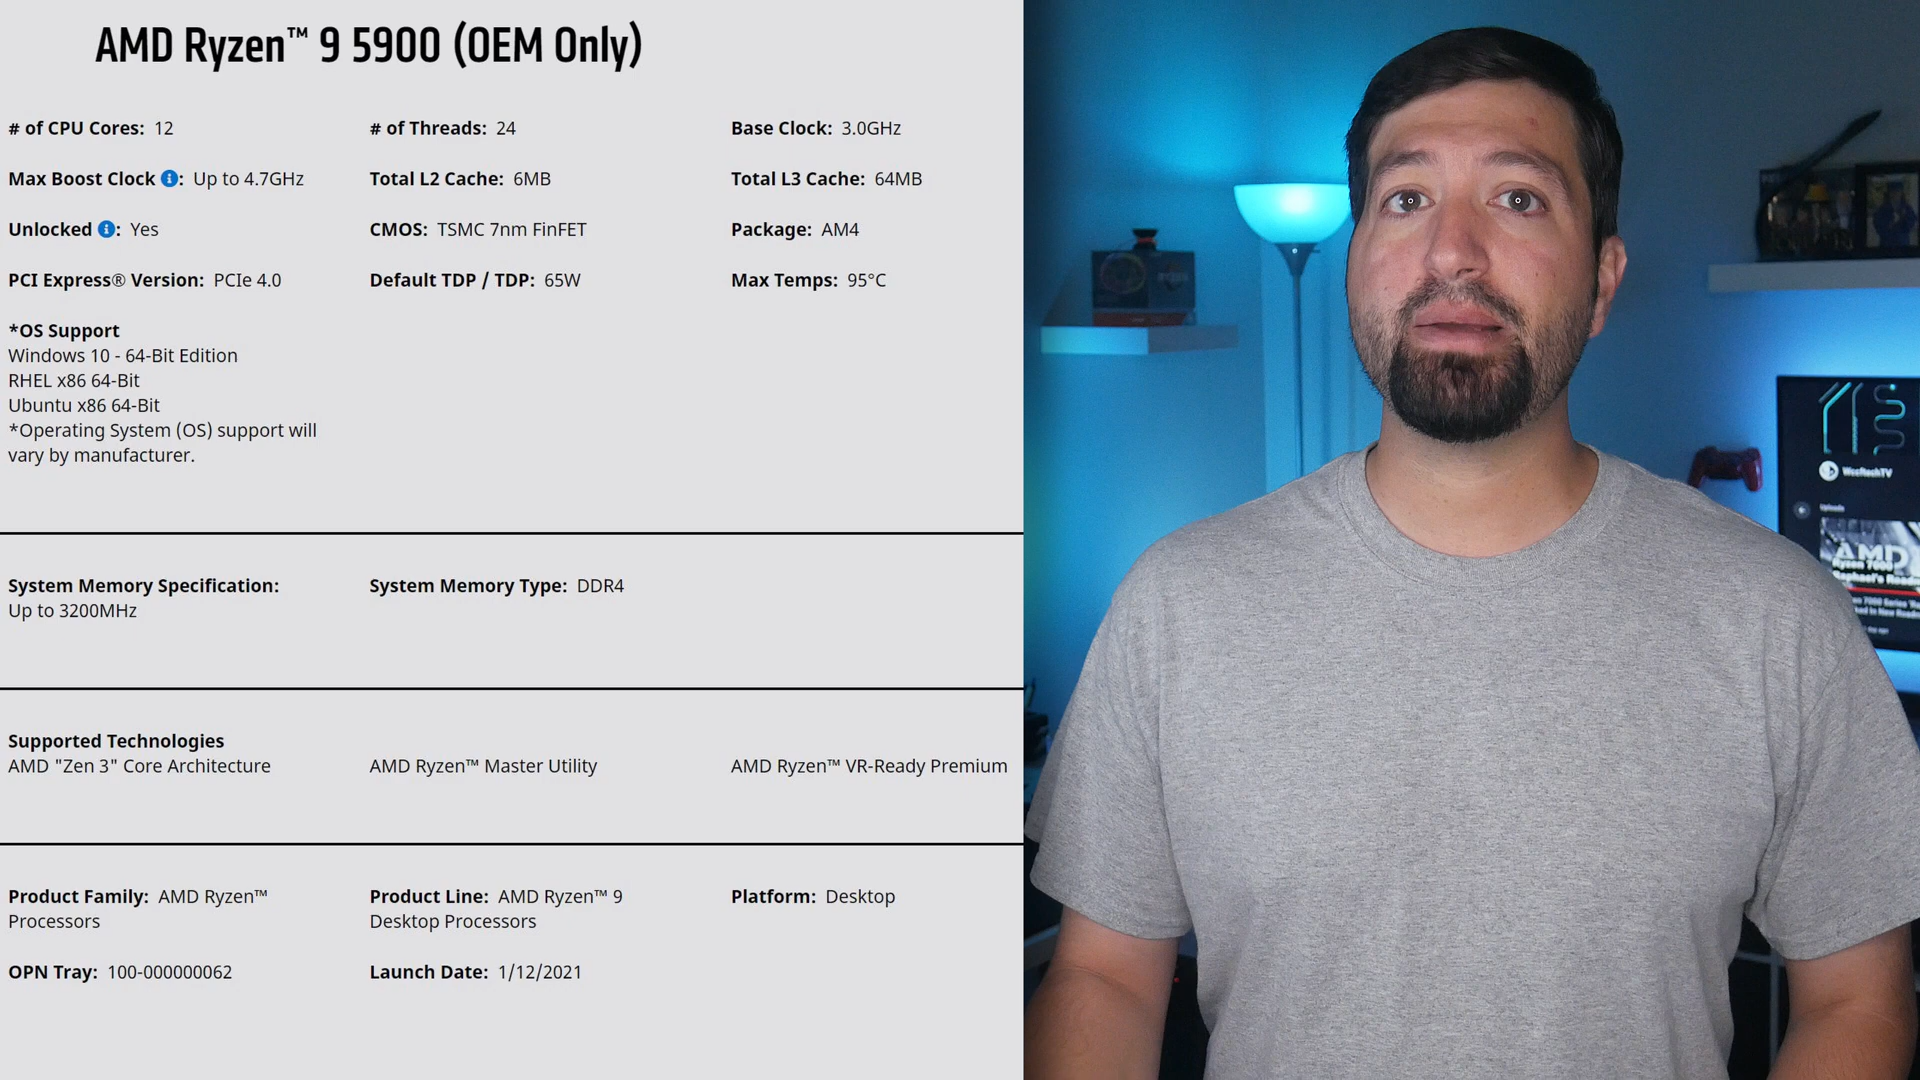 AMD Ryzen™ 9 5900 (OEM Only)
# of CPU Cores: 12
# of Threads: 24
Base Clock: 3.0GHz
Max Boost Clock : Up to 4.7GHz
Total L2 Cache: 6MB
Total L3 Cache: 64MB
Unlocked : Yes
CMOS: TSMC 7nm FinFET
Package: AM4
PCI Express® Version: PCIe 4.0
Default TDP / TDP: 65W
Max Temps: 95°C
*OS Support
Windows 10 - 64-Bit Edition
RHEL x86 64-Bit
Ubuntu x86 64-Bit
*Operating System (OS) support will
vary by manufacturer.
System Memory Specification:
Up to 3200MHz
System Memory Type: DDR4
Supported Technologies
AMD "Zen 3" Core Architecture
AMD Ryzen™ Master Utility
AMD Ryzen™ VR-Ready Premium
Product Family: AMD Ryzen™
Processors
Product Line: AMD Ryzen™ 9
Desktop Processors
Platform: Desktop
OPN Tray: 100-000000062
Launch Date: 1/12/2021
WccftechTV
Uploads
AMD
Ryzen 7000